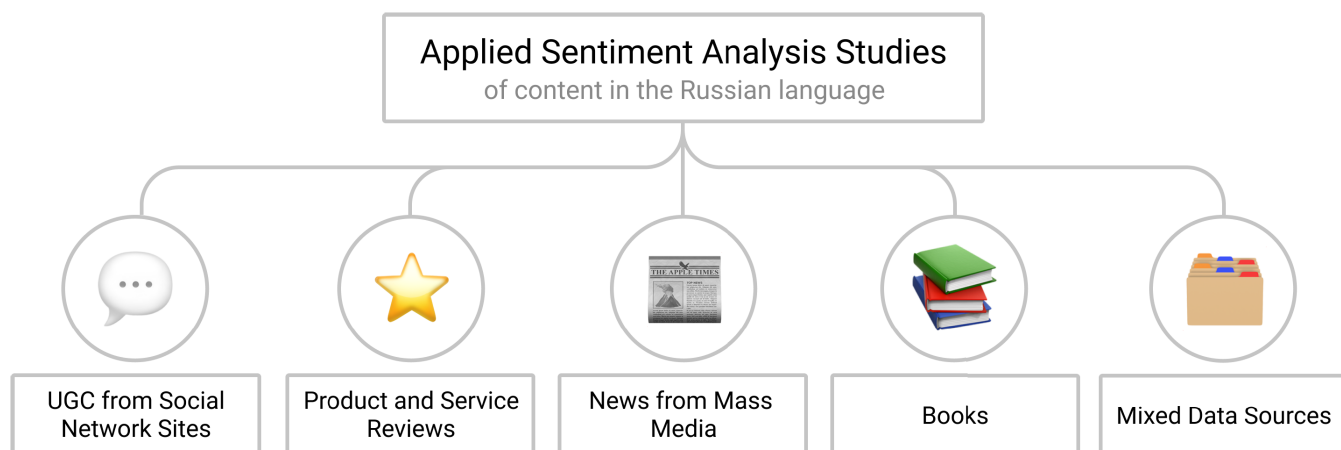 Applied Sentiment Analysis Studies
of content in the Russian language
THE APPLE TIMES
UGC from Social
Network Sites
Product and Service
Reviews
News from Mass
Media
Books
Mixed Data Sources